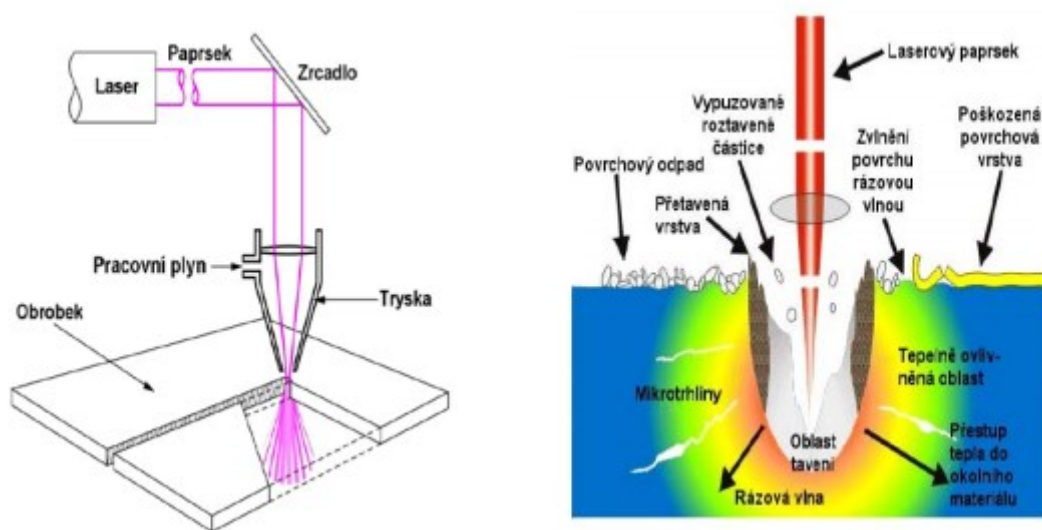 Paprsek
Laser
Zrcadlo
Pracovní plyn
Tryska
Obrobek
Laserový paprsek
Vypuzované
roztavené
částice
Povrchový odpad
Přetavená
vrstva
Zvlnění
povrchu
rázovou
vlnou
Poškozená
povrchová
vrstva
Mikrotrhliny
Tepelně ovliv-
něná oblast
Oblast
tavení
Rázová vlna
Přestup
tepla do
okolního
materiálu